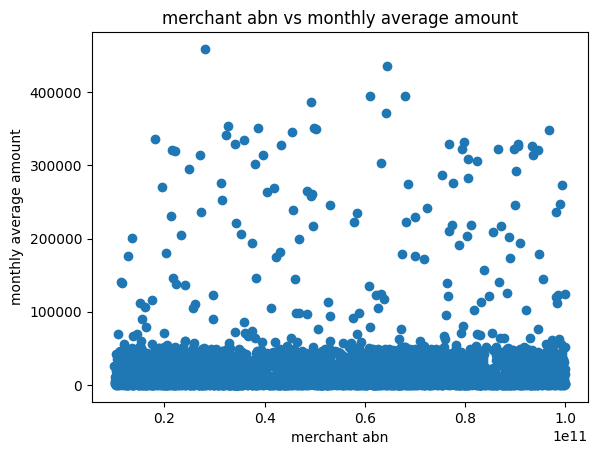 merchant abn vs monthly average amount
monthly average amount
400000
300000
200000
100000
0
0.2 0.4 0.6 0.8 1.0
1e11
merchant abn